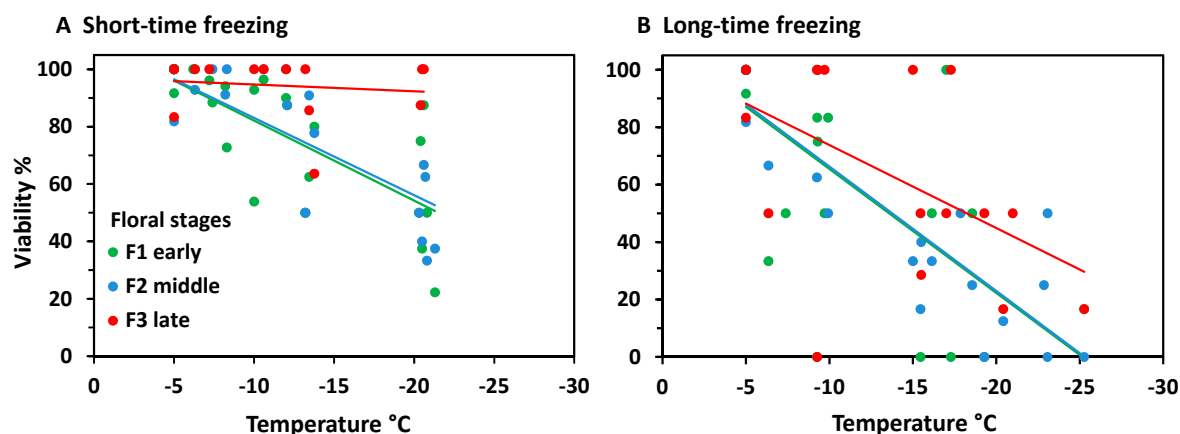 A Short-time freezing
B Long-time freezing
Viability %
100
80
60
40
20
0
Floral stages
F1 early
F2 middle
F3 late
0 -5 -10 -15 -20 -25 -30
Temperature °C
100
80
60
40
20
0
0 -5 -10 -15 -20 -25 -30
Temperature °C